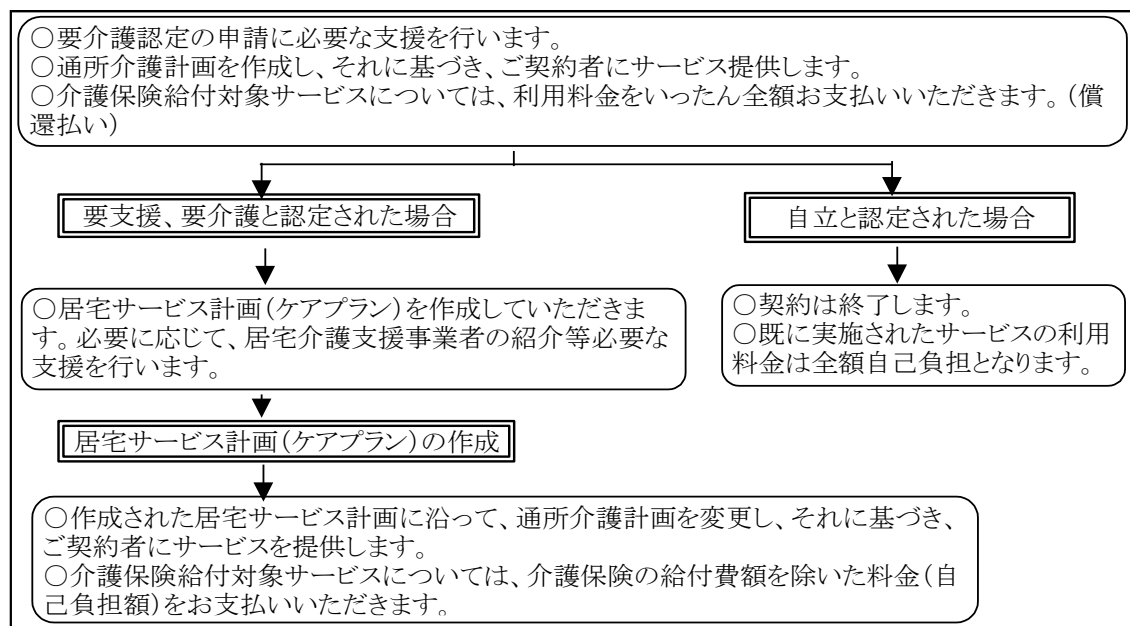 ○要介護認定の申請に必要な支援を行います。
○通所介護計画を作成し、それに基づき、ご契約者にサービス提供します。
○介護保険給付対象サービスについては、利用料金をいったん全額お支払いいただきます。(償
還払い)
要支援、要介護と認定された場合
自立と認定された場合
○居宅サービス計画(ケアプラン)を作成していただきま
す。必要に応じて、居宅介護支援事業者の紹介等必要な
支援を行います。
○契約は終了します。
○既に実施されたサービスの利用
料金は全額自己負担となります。
居宅サービス計画(ケアプラン)の作成
○作成された居宅サービス計画に沿って、通所介護計画を変更し、それに基づき、
ご契約者にサービスを提供します。
○介護保険給付対象サービスについては、介護保険の給付費額を除いた料金(自
己負担額)をお支払いいただきます。